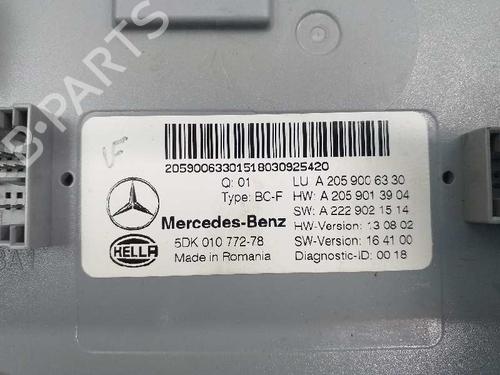 20590063301518030925420
Q: 01 LU: A 205 900 63 30
Type: BC-F HW: A 205 901 39 04
Mercedes-Benz SW: A 222 902 15 14
5DK 010 772-78 HW-Version: 13 08 02
HELLA SW-Version: 16 41 00
Made in Romania Diagnostic-ID: 00 18
B-PARTS